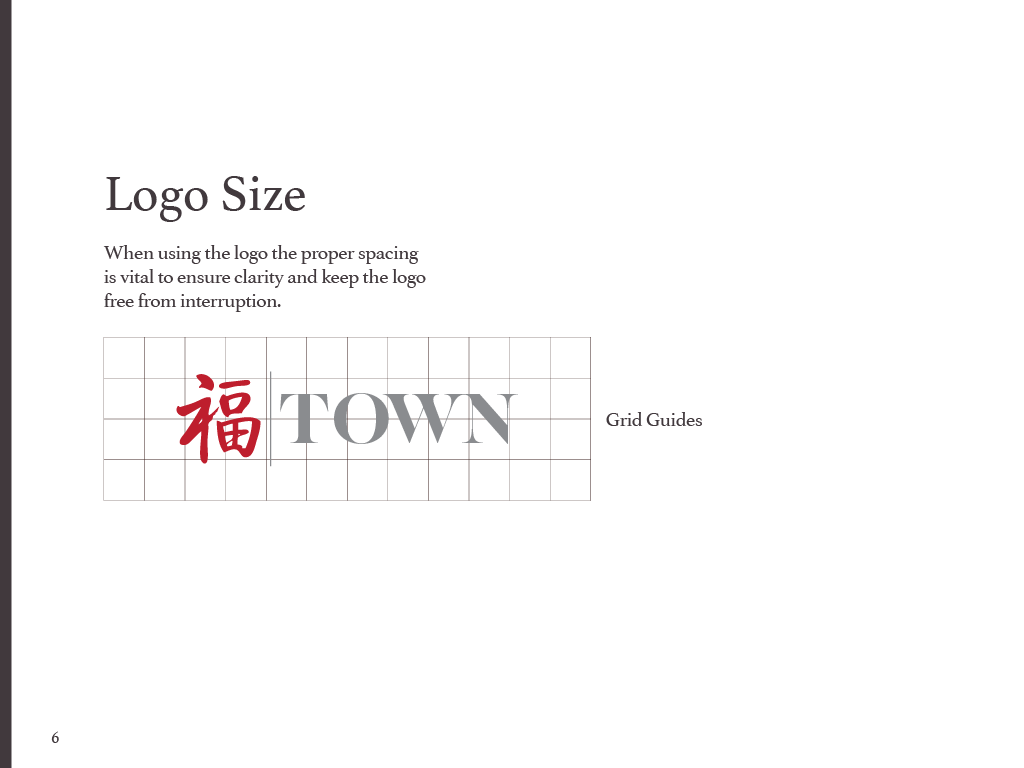 Logo Size
When using the logo the proper spacing
is vital to ensure clarity and keep the logo
free from interruption.
福 TOWN
Grid Guides
6